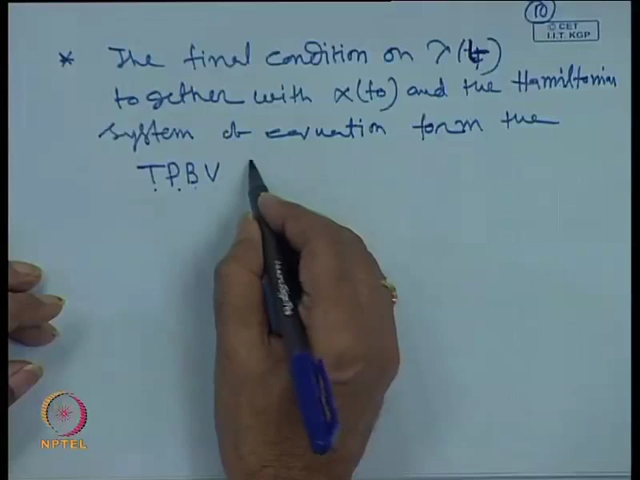 10
© CET
I.I.T. KGP
* The final condition on λ(tf)
together with x(t0) and the Hamiltonian
system of equation form the
TPBV
NPTEL